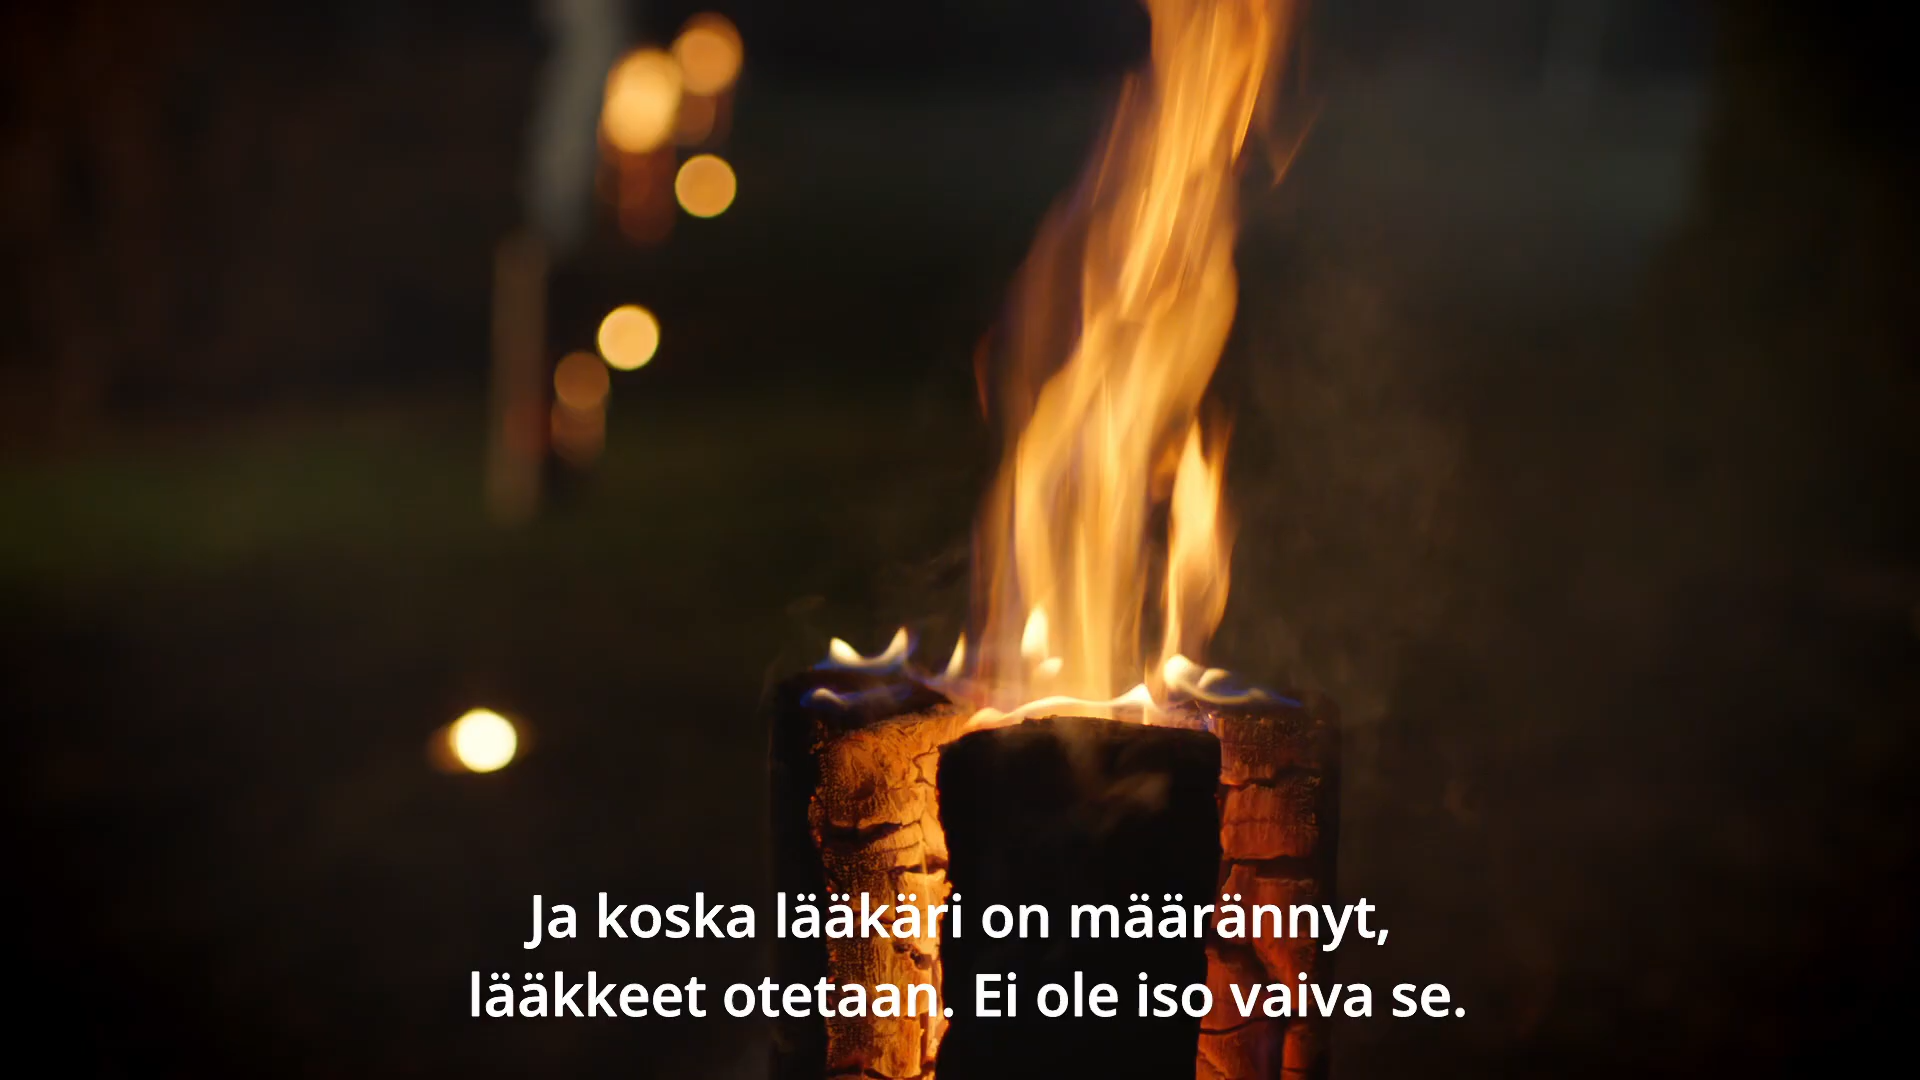 Ja koska lääkäri on määrännyt,
lääkkeet otetaan. Ei ole iso vaiva se.